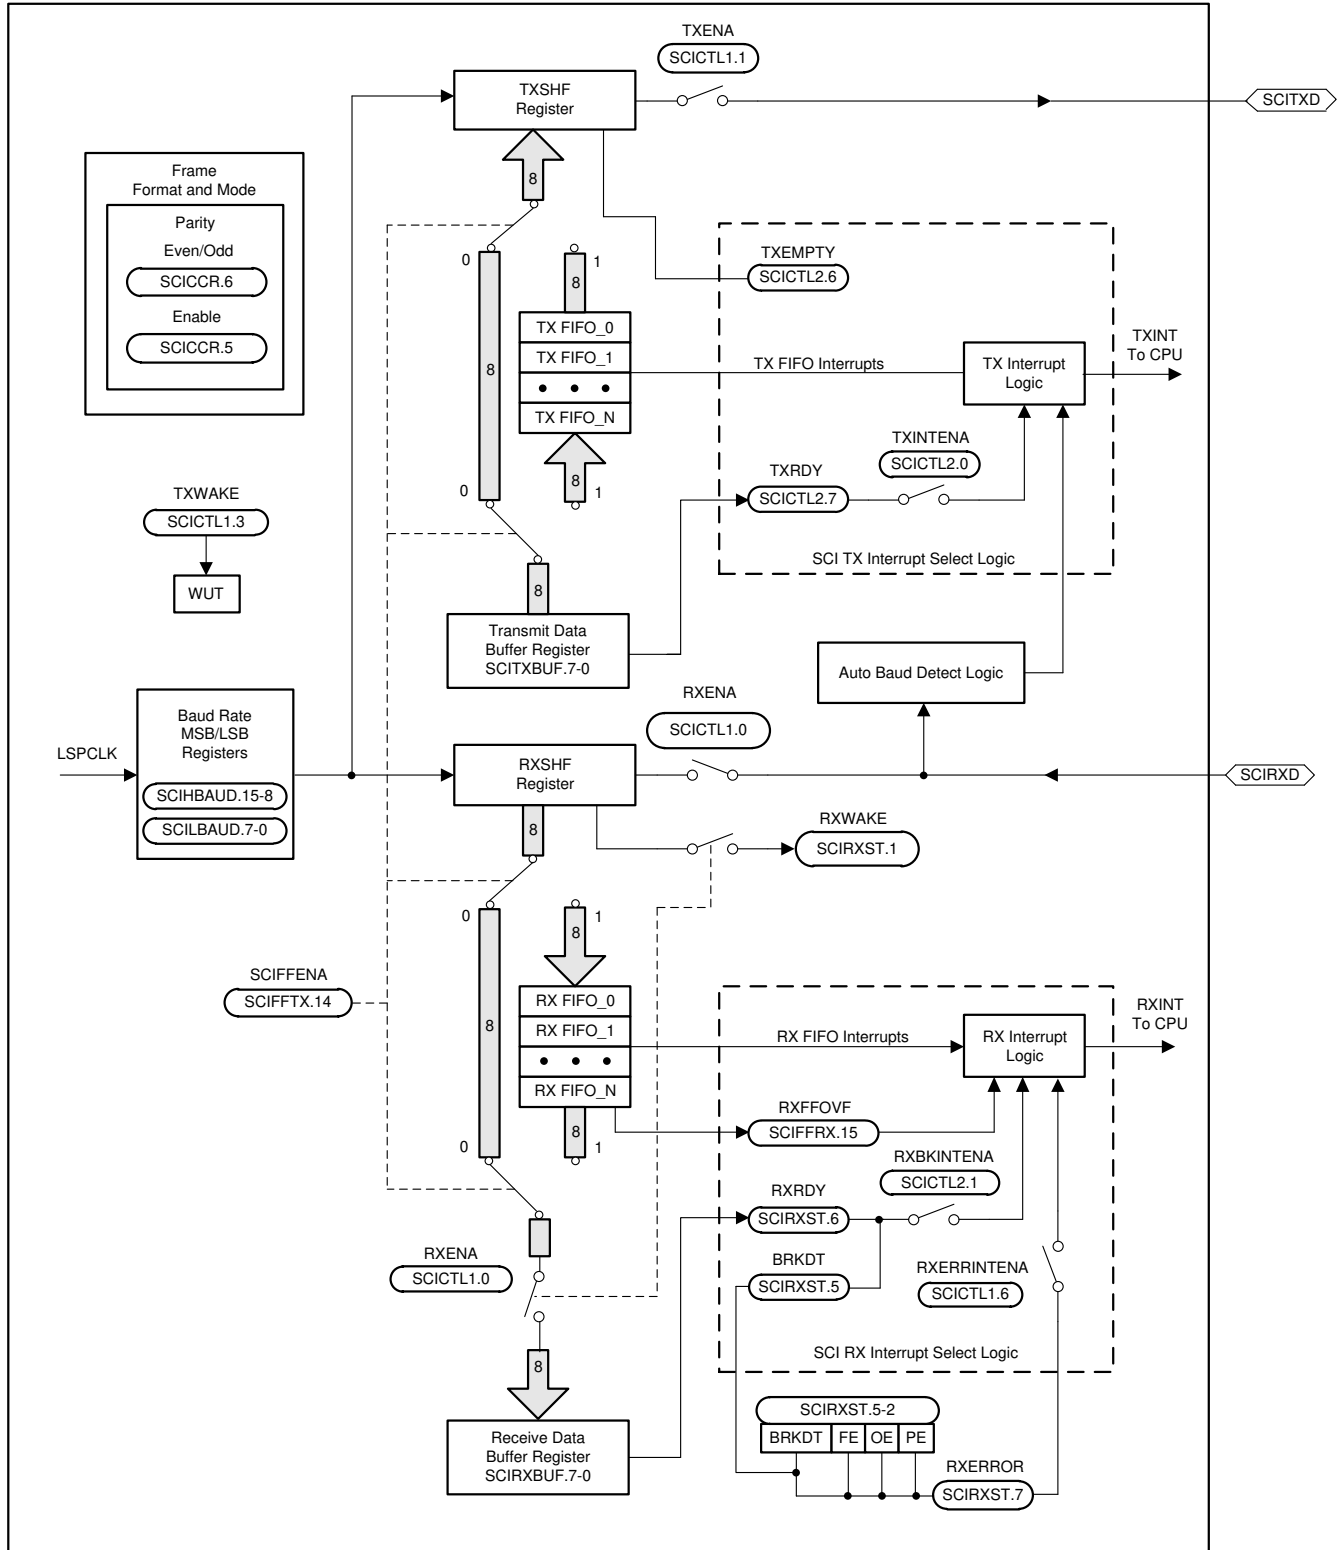 TXENA
SCICTL1.1
TXSHF
Register
SCITXD
Frame
Format and Mode
Parity
Even/Odd
SCICCR.6
Enable
SCICCR.5
8
0
1
8
TXEMPTY
SCICTL2.6
TX FIFO_0
TX FIFO_1
TX FIFO_N
8
TX FIFO Interrupts
TX Interrupt
Logic
TXINT
To CPU
TXINTENA
SCICTL2.0
TXRDY
SCICTL2.7
8
0
1
SCI TX Interrupt Select Logic
TXWAKE
SCICTL1.3
WUT
8
Transmit Data
Buffer Register
SCITXBUF.7-0
Auto Baud Detect Logic
RXENA
SCICTL1.0
LSPCLK
Baud Rate
MSB/LSB
Registers
SCIHBAUD.15-8
SCILBAUD.7-0
RXSHF
Register
SCIRXD
8
RXWAKE
SCIRXST.1
0
1
8
SCIFFENA
SCIFFTX.14
RX FIFO_0
RX FIFO_1
RX FIFO_N
8
RX FIFO Interrupts
RX Interrupt
Logic
RXINT
To CPU
RXFFOVF
SCIFFRX.15
8
0
1
RXBKINTENA
SCICTL2.1
RXRDY
SCIRXST.6
BRKDT
SCIRXST.5
RXERRINTENA
SCICTL1.6
RXENA
SCICTL1.0
SCI RX Interrupt Select Logic
8
SCIRXST.5-2
BRKDT FE OE PE
Receive Data
Buffer Register
SCIRXBUF.7-0
RXERROR
SCIRXST.7